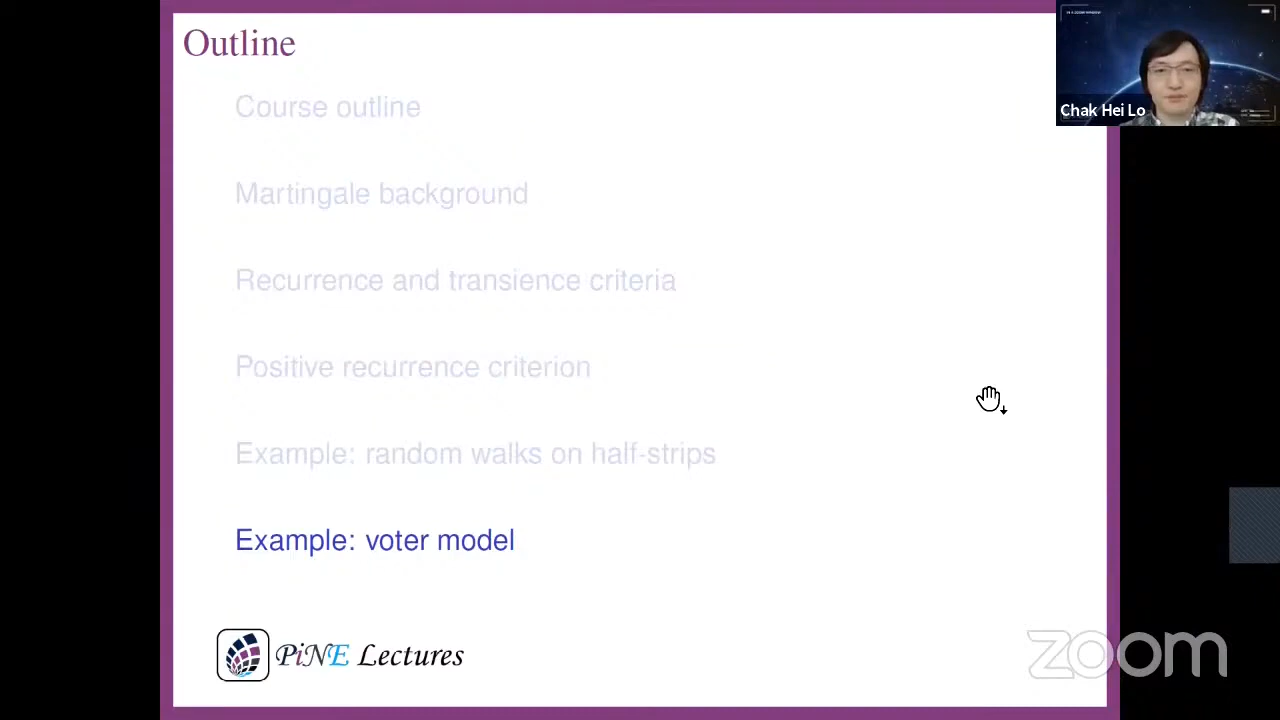 Outline
Course outline
Martingale background
Recurrence and transience criteria
Positive recurrence criterion
Example: random walks on half-strips
Example: voter model
PiNE Lectures
Chak Hei Lo
zoom